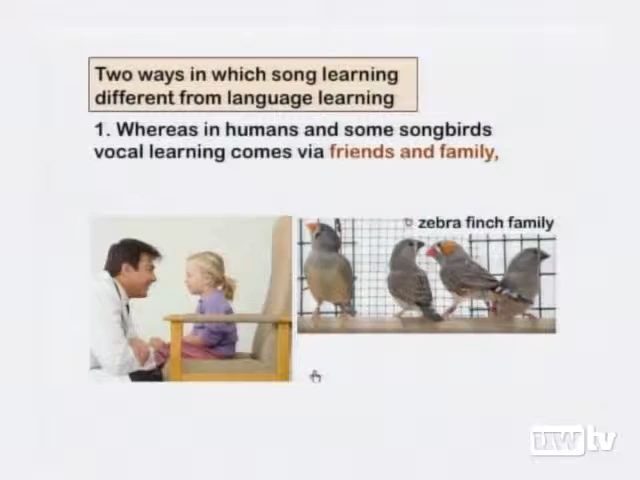 Two ways in which song learning
different from language learning
1. Whereas in humans and some songbirds
vocal learning comes via friends and family,
zebra finch family
UWtv